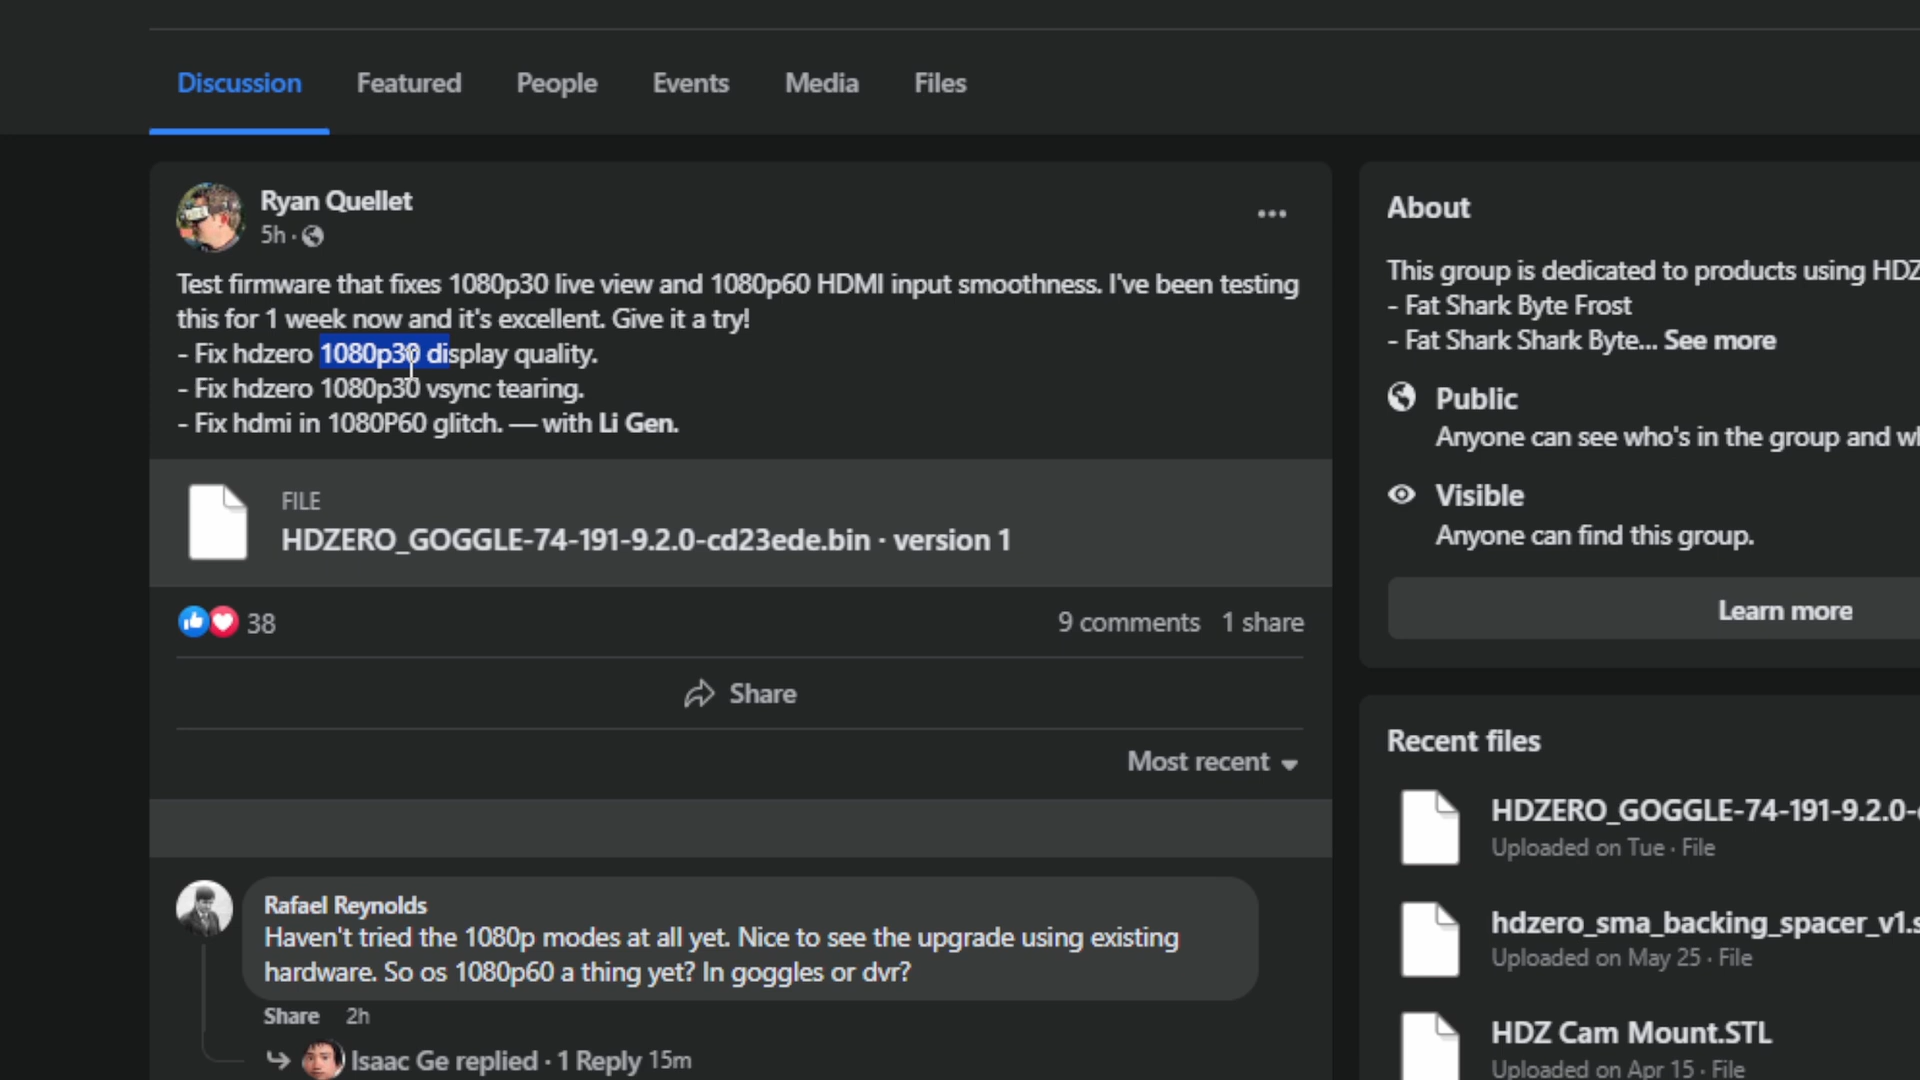 Discussion Featured People Events Media Files
Ryan Quellet
5h ·
Test firmware that fixes 1080p30 live view and 1080p60 HDMI input smoothness. I've been testing
this for 1 week now and it's excellent. Give it a try!
- Fix hdzero 1080p30 display quality.
- Fix hdzero 1080p30 vsync tearing.
- Fix hdmi in 1080P60 glitch. — with Li Gen.
FILE
HDZERO_GOGGLE-74-191-9.2.0-cd23ede.bin · version 1
38
9 comments 1 share
Share
Most recent
Rafael Reynolds
Haven't tried the 1080p modes at all yet. Nice to see the upgrade using existing
hardware. So os 1080p60 a thing yet? In goggles or dvr?
Share 2h
Isaac Ge replied · 1 Reply 15m
About
This group is dedicated to products using HDZ
- Fat Shark Byte Frost
- Fat Shark Shark Byte... See more
Public
Anyone can see who's in the group and
Visible
Anyone can find this group.
Learn more
Recent files
HDZERO_GOGGLE-74-191-9.2.0-
Uploaded on Tue · File
hdzero_sma_backing_spacer_v1.s
Uploaded on May 25 · File
HDZ Cam Mount.STL
Uploaded on Apr 15 · File